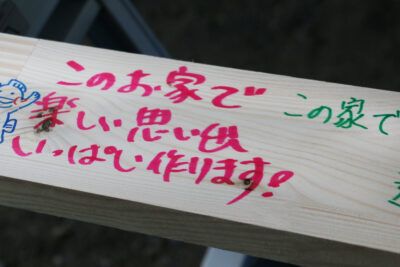 このお家で
楽しい思い出
いっぱい作ります!
この家で